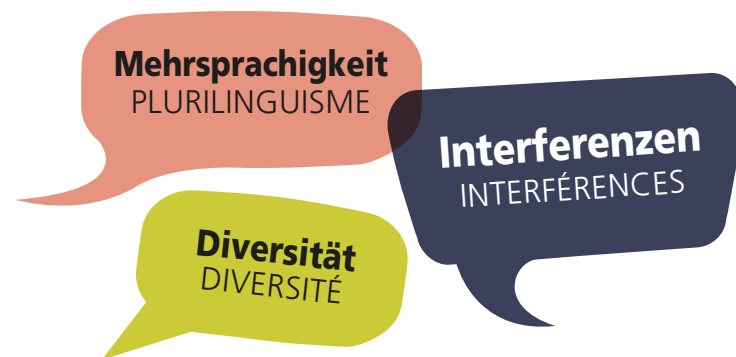 Mehrsprachigkeit
PLURILINGUISME
Interferenzen
INTERFÉRENCES
Diversität
DIVERSITÉ